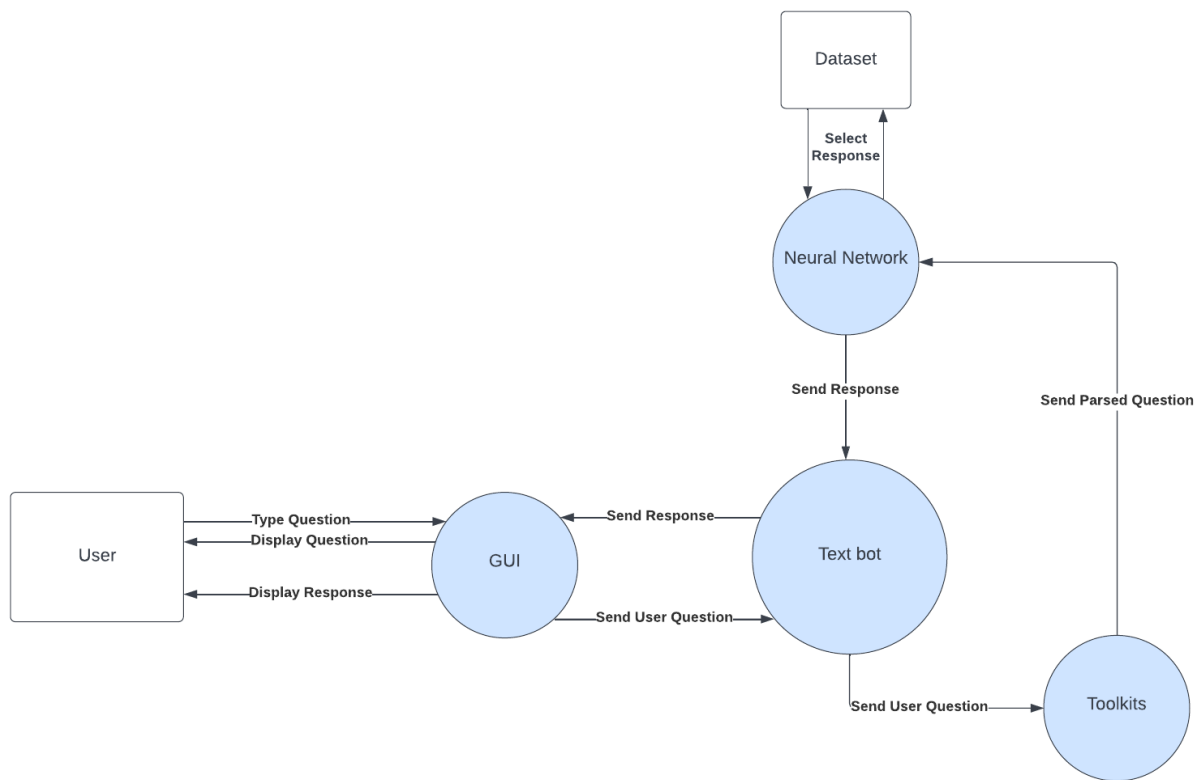 Dataset
Select
Response
Neural Network
Send Response
Send Parsed Question
User
Type Question
Display Question
Display Response
GUI
Send Response
Send User Question
Text bot
Send User Question
Toolkits